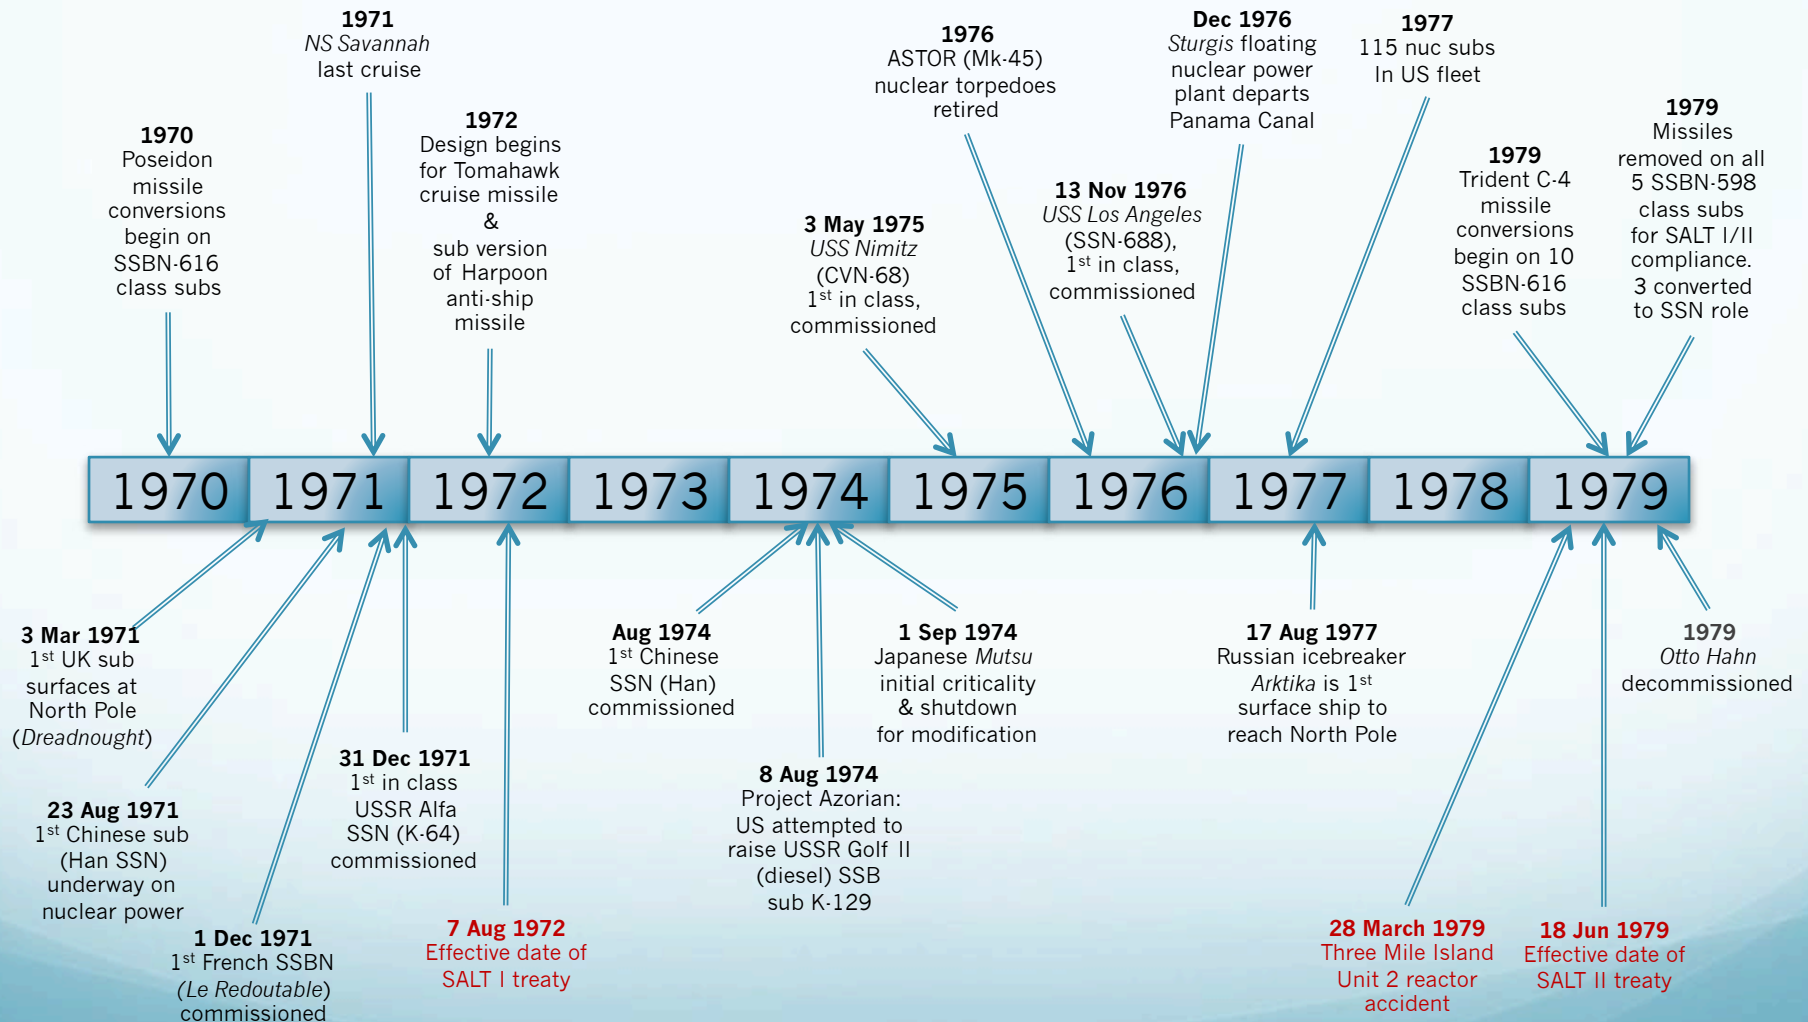 1971
NS Savannah
last cruise
1970
Poseidon
missile
conversions
begin on
SSBN-616
class subs
1972
Design begins
for Tomahawk
cruise missile
&
sub version
of Harpoon
anti-ship
missile
3 May 1975
USS Nimitz
(CVN-68)
1st in class,
commissioned
1976
ASTOR (Mk-45)
nuclear torpedoes
retired
13 Nov 1976
USS Los Angeles
(SSN-688),
1st in class,
commissioned
Dec 1976
Sturgis floating
nuclear power
plant departs
Panama Canal
1977
115 nuc subs
In US fleet
1979
Trident C-4
missile
conversions
begin on 10
SSBN-616
class subs
1979
Missiles
removed on all
5 SSBN-598
class subs
for SALT I/II
compliance.
3 converted
to SSN role
1970 1971 1972 1973 1974 1975 1976 1977 1978 1979
3 Mar 1971
1st UK sub
surfaces at
North Pole
(Dreadnought)
23 Aug 1971
1st Chinese sub
(Han SSN)
underway on
nuclear power
1 Dec 1971
1st French SSBN
(Le Redoutable)
commissioned
31 Dec 1971
1st in class
USSR Alfa
SSN (K-64)
commissioned
7 Aug 1972
Effective date of
SALT I treaty
Aug 1974
1st Chinese
SSN (Han)
commissioned
8 Aug 1974
Project Azorian:
US attempted to
raise USSR Golf II
(diesel) SSB
sub K-129
1 Sep 1974
Japanese Mutsu
initial criticality
& shutdown
for modification
17 Aug 1977
Russian icebreaker
Arktika is 1st
surface ship to
reach North Pole
28 March 1979
Three Mile Island
Unit 2 reactor
accident
18 Jun 1979
Effective date of
SALT II treaty
1979
Otto Hahn
decommissioned